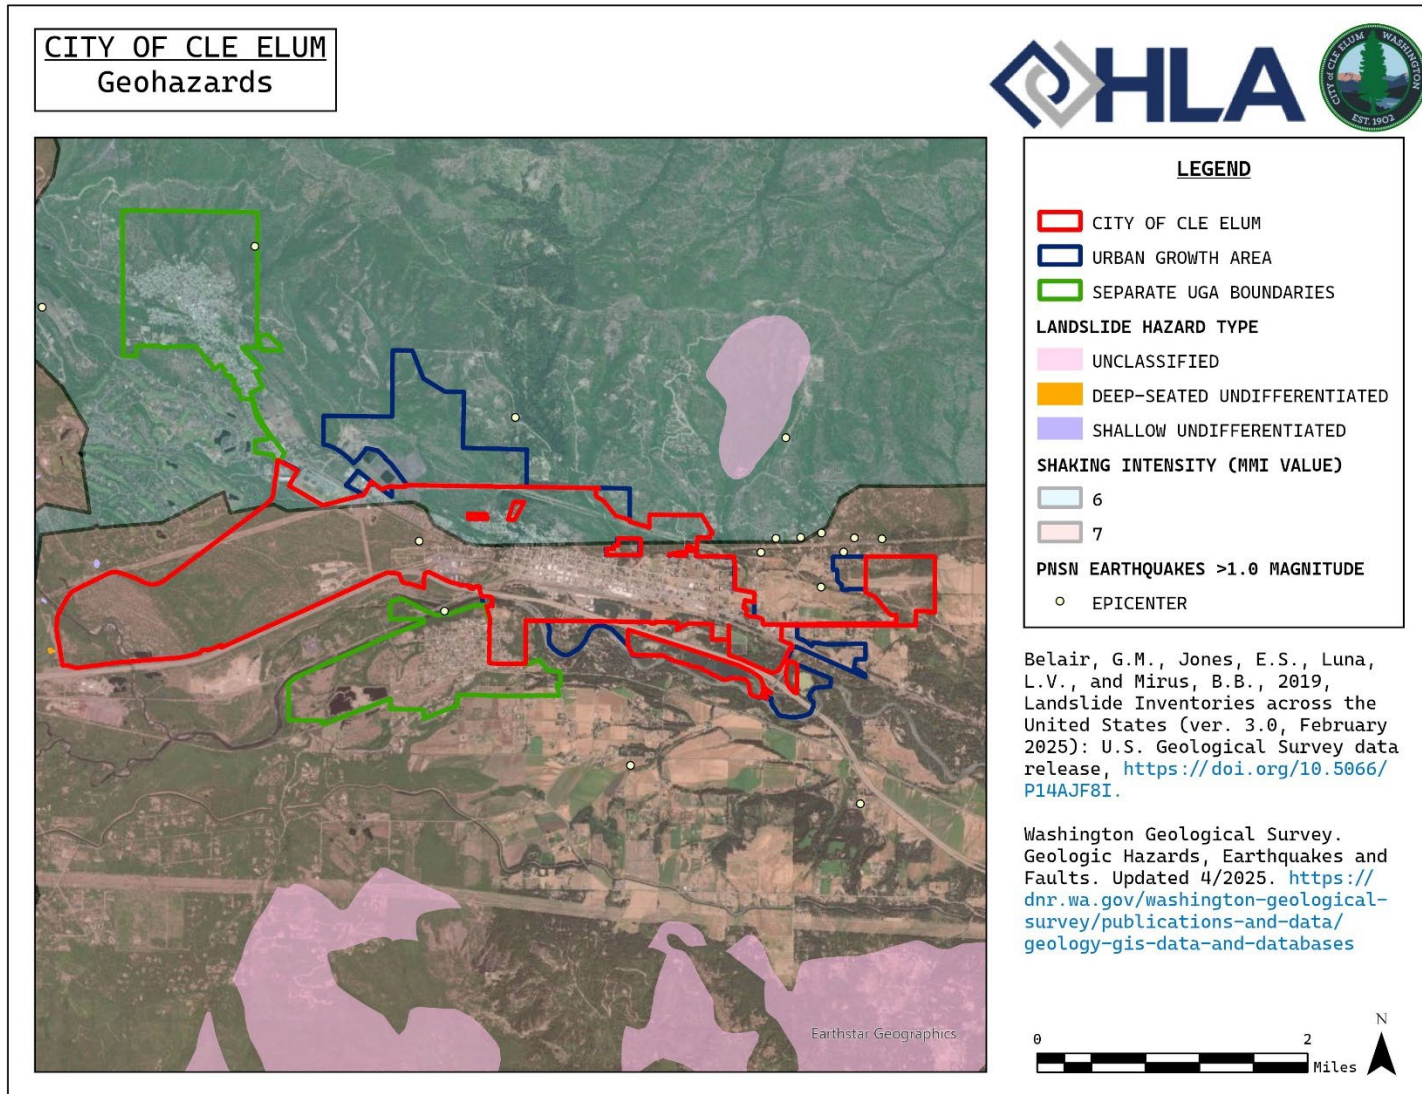 CITY OF CLE ELUM
Geohazards
HLA
CITY of CLE ELUM WASHINGTON
EST. 1902
LEGEND
CITY OF CLE ELUM
URBAN GROWTH AREA
SEPARATE UGA BOUNDARIES
LANDSLIDE HAZARD TYPE
UNCLASSIFIED
DEEP-SEATED UNDIFFERENTIATED
SHALLOW UNDIFFERENTIATED
SHAKING INTENSITY (MMI VALUE)
6
7
PNSN EARTHQUAKES >1.0 MAGNITUDE
EPICENTER
Belair, G.M., Jones, E.S., Luna,
L.V., and Mirus, B.B., 2019,
Landslide Inventories across the
United States (ver. 3.0, February
2025): U.S. Geological Survey data
release, https://doi.org/10.5066/
P14AJF8I.
Washington Geological Survey.
Geologic Hazards, Earthquakes and
Faults. Updated 4/2025. https://
dnr.wa.gov/washington-geological-
survey/publications-and-data/
geology-gis-data-and-databases
Earthstar Geographics
0 2
Miles
N